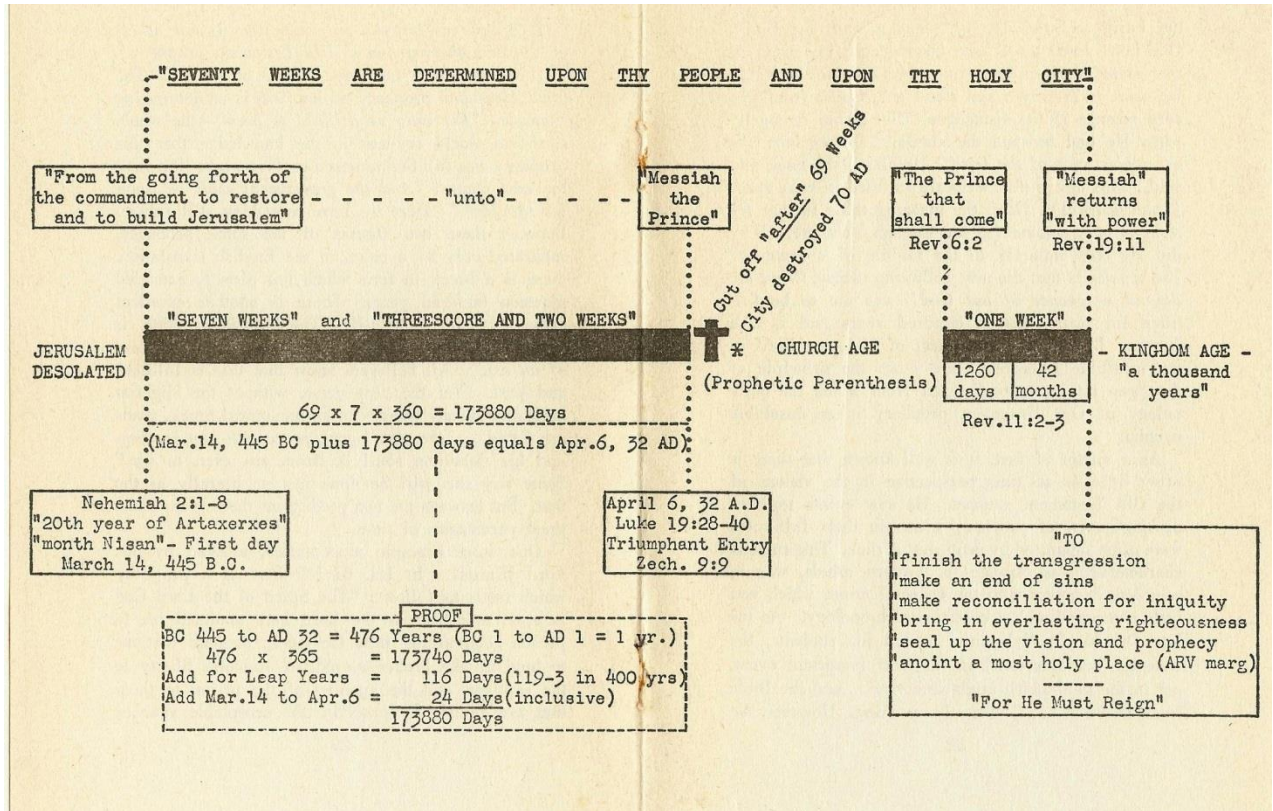 "SEVENTY WEEKS ARE DETERMINED UPON THY PEOPLE AND UPON THY HOLY CITY"
"From the going forth of
the commandment to restore
and to build Jerusalem"
"unto"
"Messiah
the
Prince"
Cut off "after" 69 Weeks
City destroyed 70 AD
"The Prince
that
shall come"
Rev.6:2
"Messiah"
returns
"with power"
Rev.19:11
"SEVEN WEEKS" and "THREESCORE AND TWO WEEKS"
"ONE WEEK"
JERUSALEM
DESOLATED
* CHURCH AGE
(Prophetic Parenthesis)
1260
days
42
months
Rev.11:2-3
- KINGDOM AGE -
"a thousand
years"
69 x 7 x 360 = 173880 Days
(Mar.14, 445 BC plus 173880 days equals Apr.6, 32 AD)
Nehemiah 2:1-8
"20th year of Artaxerxes"
"month Nisan"- First day
March 14, 445 B.C.
April 6, 32 A.D.
Luke 19:28-40
Triumphant Entry
Zech. 9:9
PROOF
BC 445 to AD 32 = 476 Years (BC 1 to AD 1 = 1 yr.)
476 x 365 = 173740 Days
Add for Leap Years = 116 Days(119-3 in 400 yrs)
Add Mar.14 to Apr.6 = 24 Days(inclusive)
173880 Days
"TO
"finish the transgression
"make an end of sins
"make reconciliation for iniquity
"bring in everlasting righteousness
"seal up the vision and prophecy
"anoint a most holy place (ARV marg)
"For He Must Reign"